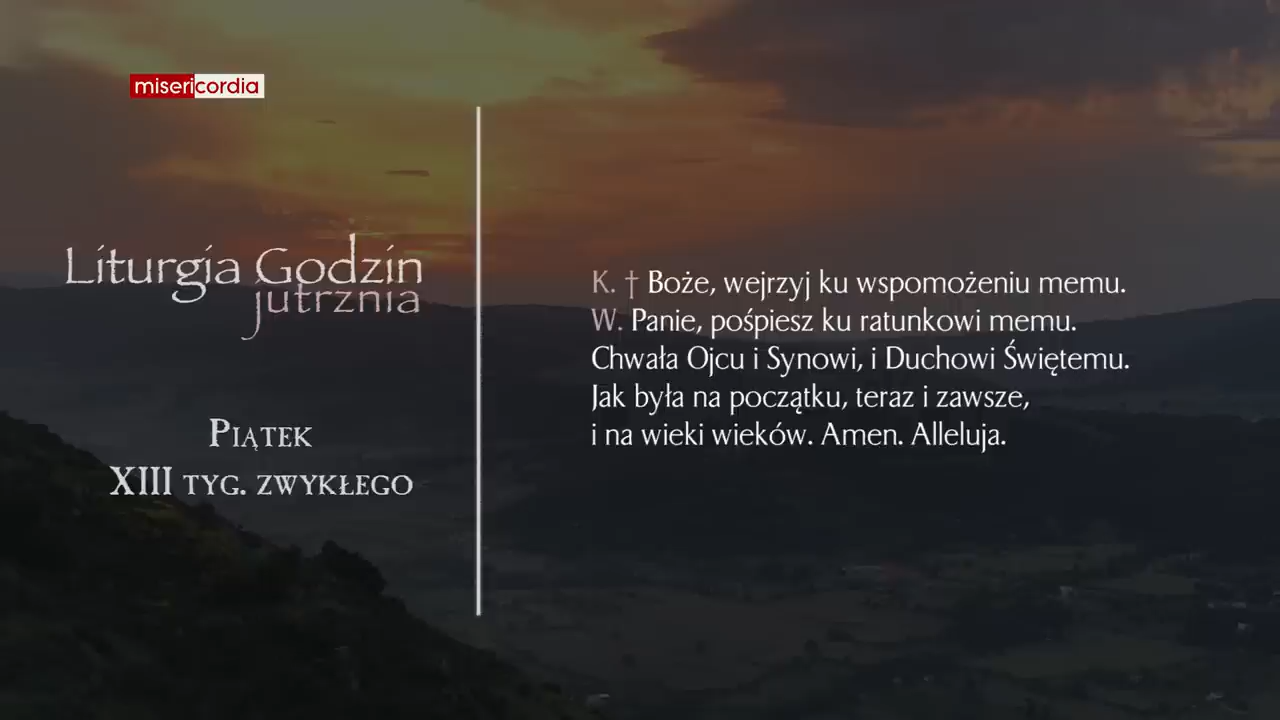 misericordia
Liturgia Godzin
jutrznia
Piątek
XIII tyg. zwykłego
K. † Boże, wejrzyj ku wspomożeniu memu.
W. Panie, pośpiesz ku ratunkowi memu.
Chwała Ojcu i Synowi, i Duchowi Świętemu.
Jak była na początku, teraz i zawsze,
i na wieki wieków. Amen. Alleluja.